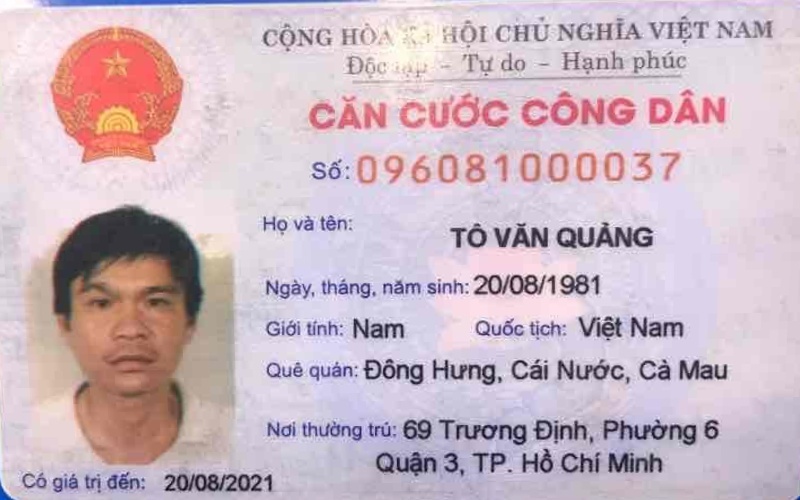 CỘNG HÒA XÃ HỘI CHỦ NGHĨA VIỆT NAM
Độc lập - Tự do - Hạnh phúc
CĂN CƯỚC CÔNG DÂN
Số: 096081000037
Họ và tên:
TÔ VĂN QUẢNG
Ngày, tháng, năm sinh: 20/08/1981
Giới tính: Nam Quốc tịch: Việt Nam
Quê quán: Đông Hưng, Cái Nước, Cà Mau
Nơi thường trú: 69 Trương Định, Phường 6
Quận 3, TP. Hồ Chí Minh
Có giá trị đến: 20/08/2021